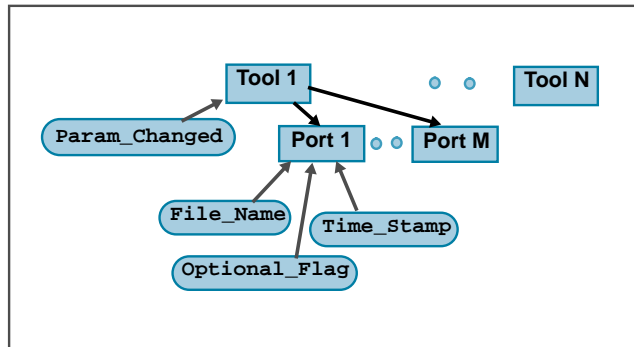 Tool 1
Tool N
Param_Changed
Port 1
Port M
File_Name
Time_Stamp
Optional_Flag